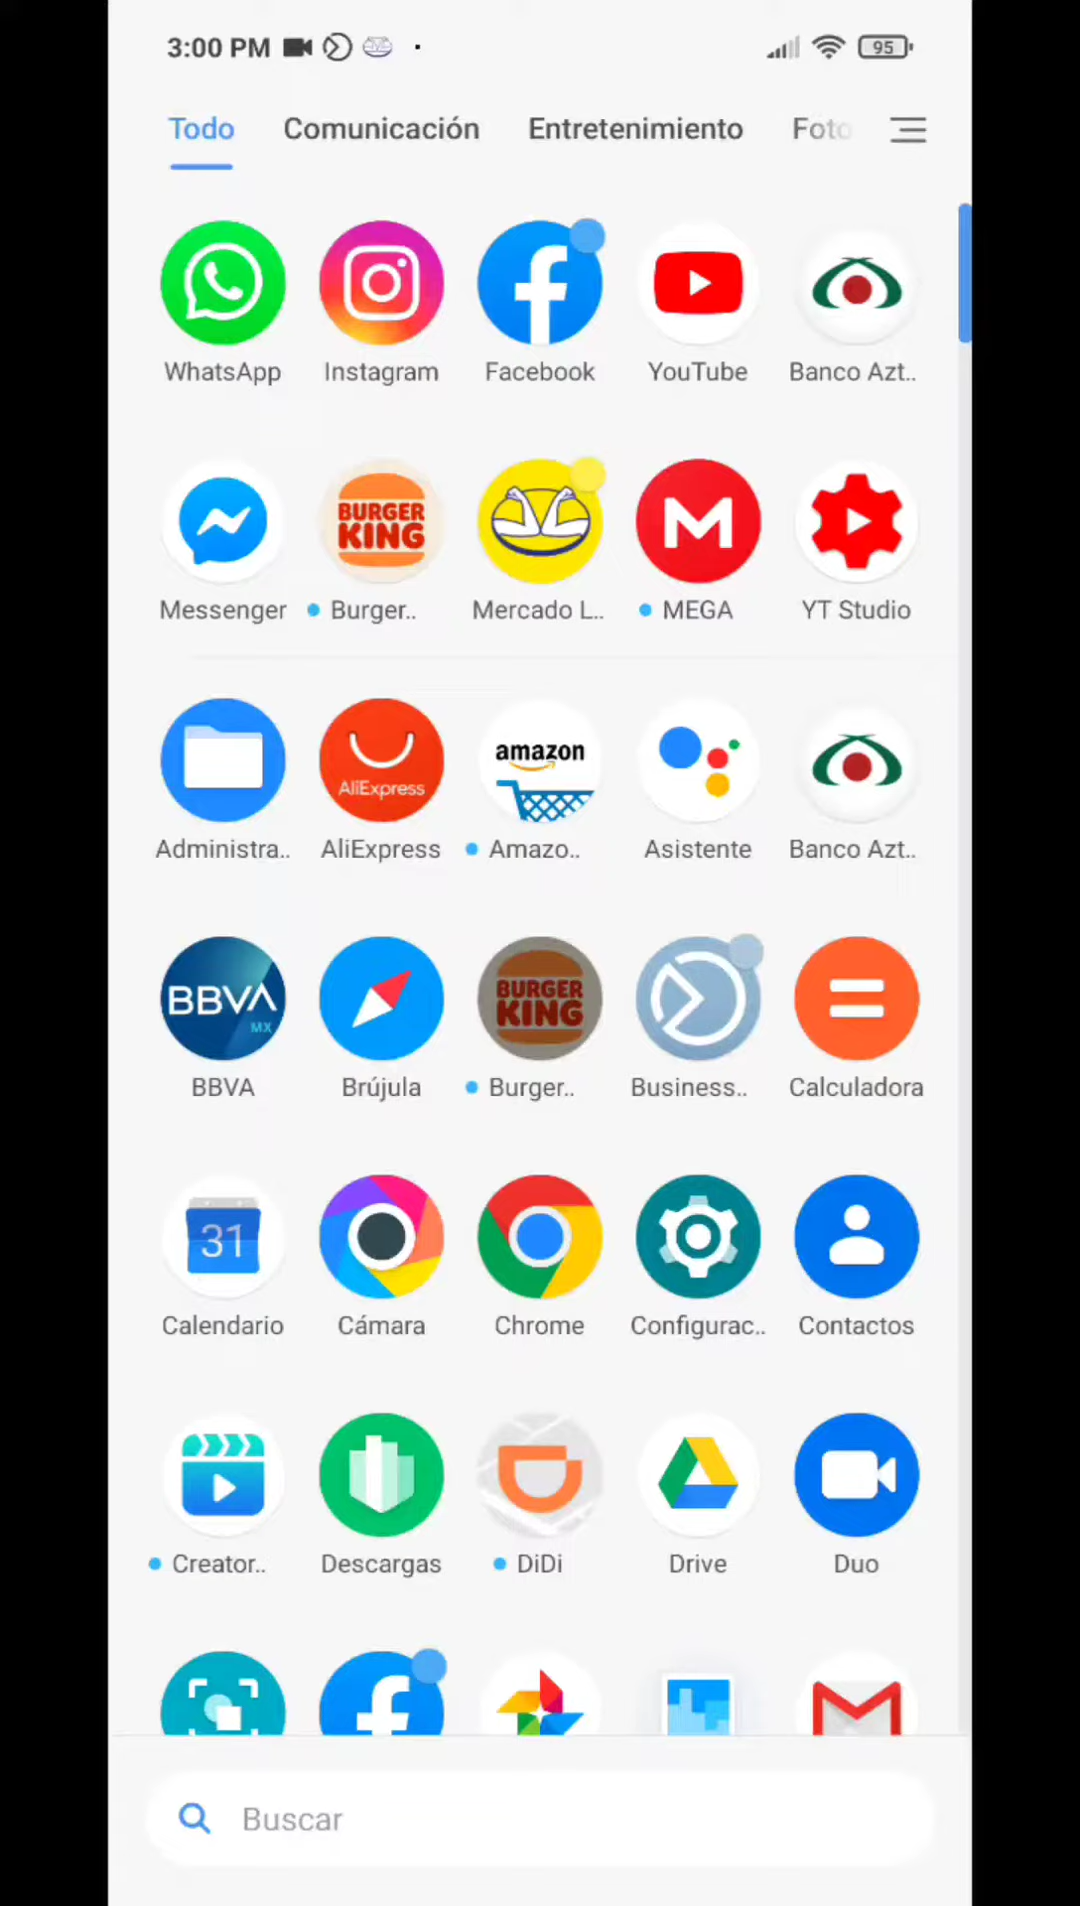 3:00 PM 95
Todo Comunicación Entretenimiento Foto
BURGER KING
WhatsApp Instagram Facebook YouTube Banco Azt..
Messenger Burger.. Mercado L.. MEGA YT Studio
AliExpress
amazon
Administra.. AliExpress Amazo.. Asistente Banco Azt..
BBVA MX
BURGER KING
BBVA Brújula Burger.. Business.. Calculadora
31
Calendario Cámara Chrome Configurac.. Contactos
Creator.. Descargas DiDi Drive Duo
Buscar